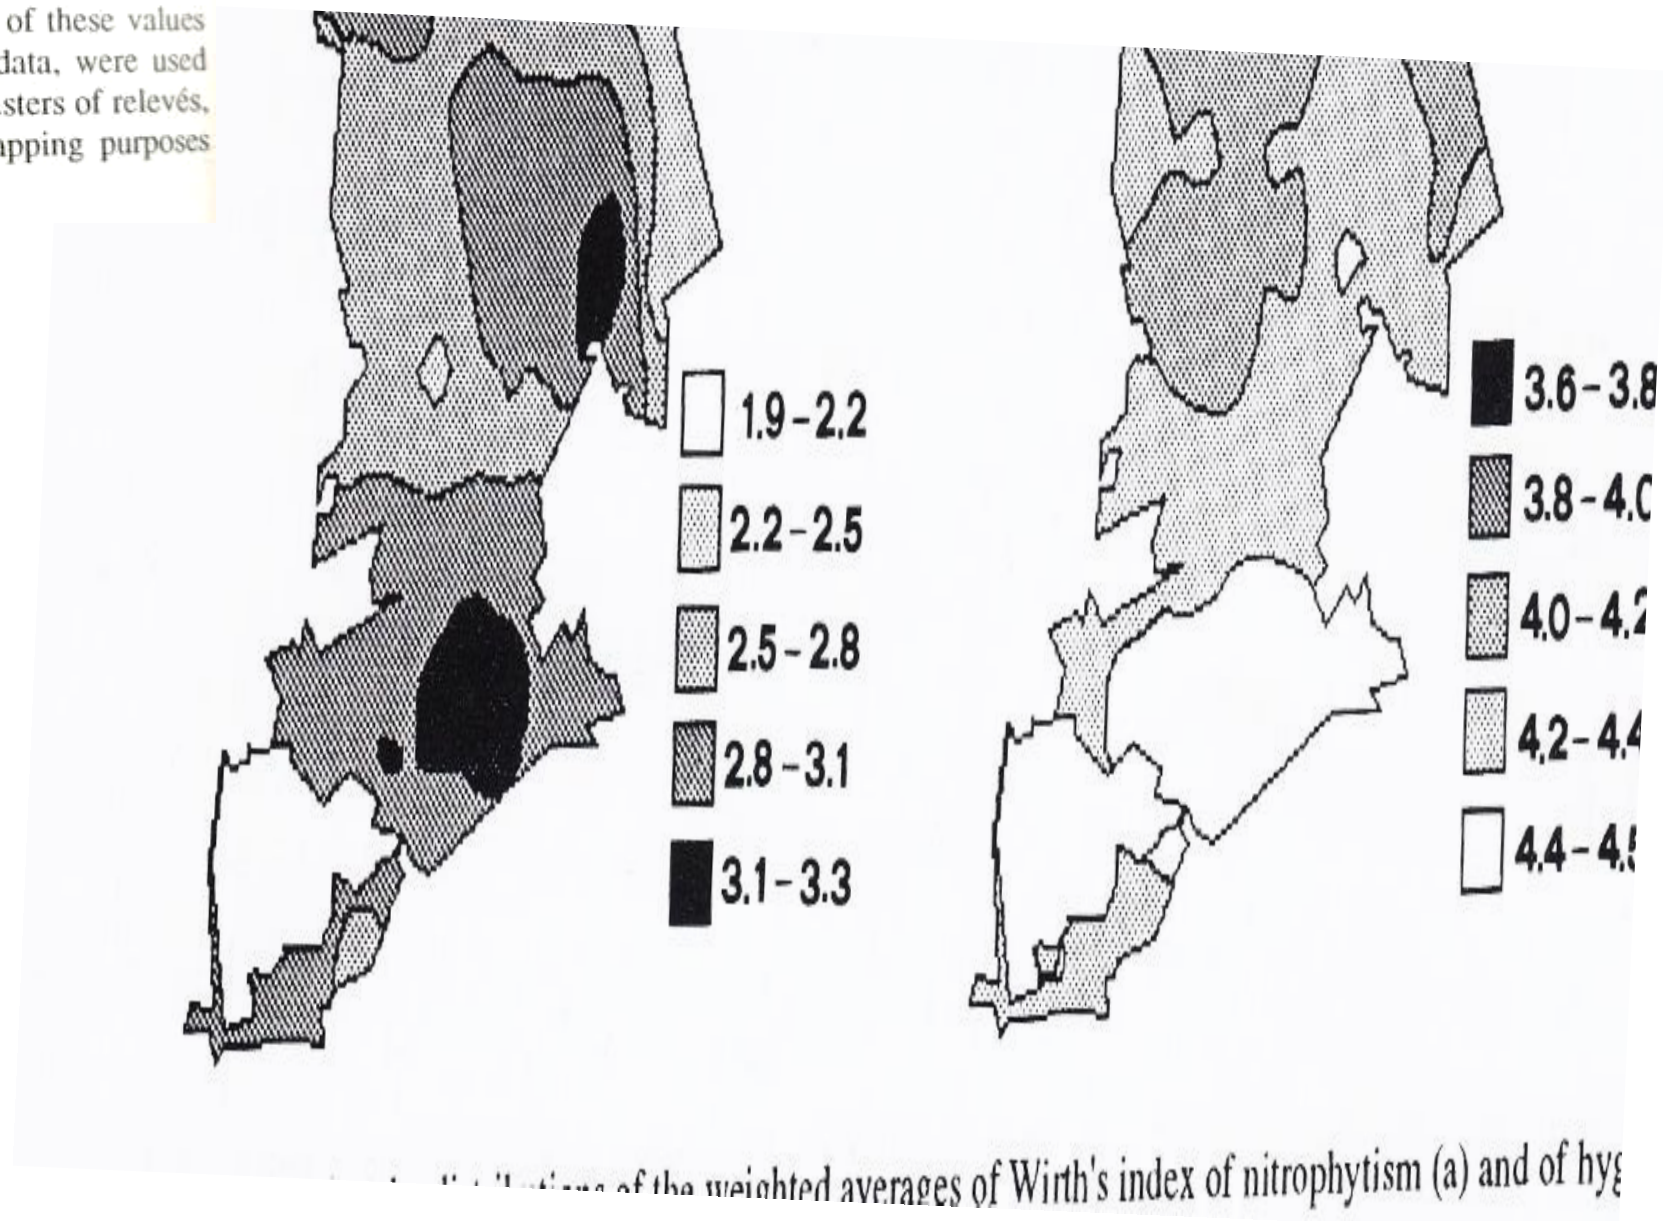 of these values
data, were used
sters of relevés,
apping purposes
1.9–2.2
2.2–2.5
2.5–2.8
2.8–3.1
3.1–3.3
3.6–3.8
3.8–4.0
4.0–4.2
4.2–4.4
4.4–4.
distributions of the weighted averages of Wirth's index of nitrophytism (a) and of hyg